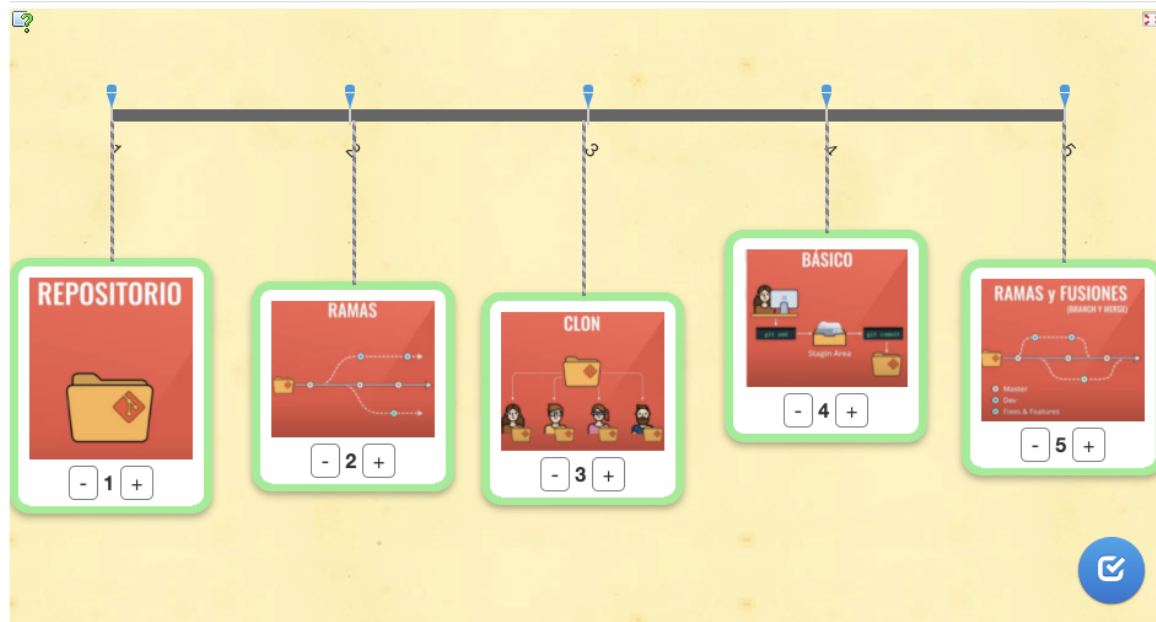 1
2
3
4
5
REPOSITORIO
- 1 +
RAMAS
- 2 +
CLON
- 3 +
BÁSICO
git add
Stagin Area
git commit
- 4 +
RAMAS y FUSIONES
(BRANCH Y MERGE)
Master
Dev
Fixes & Features
- 5 +